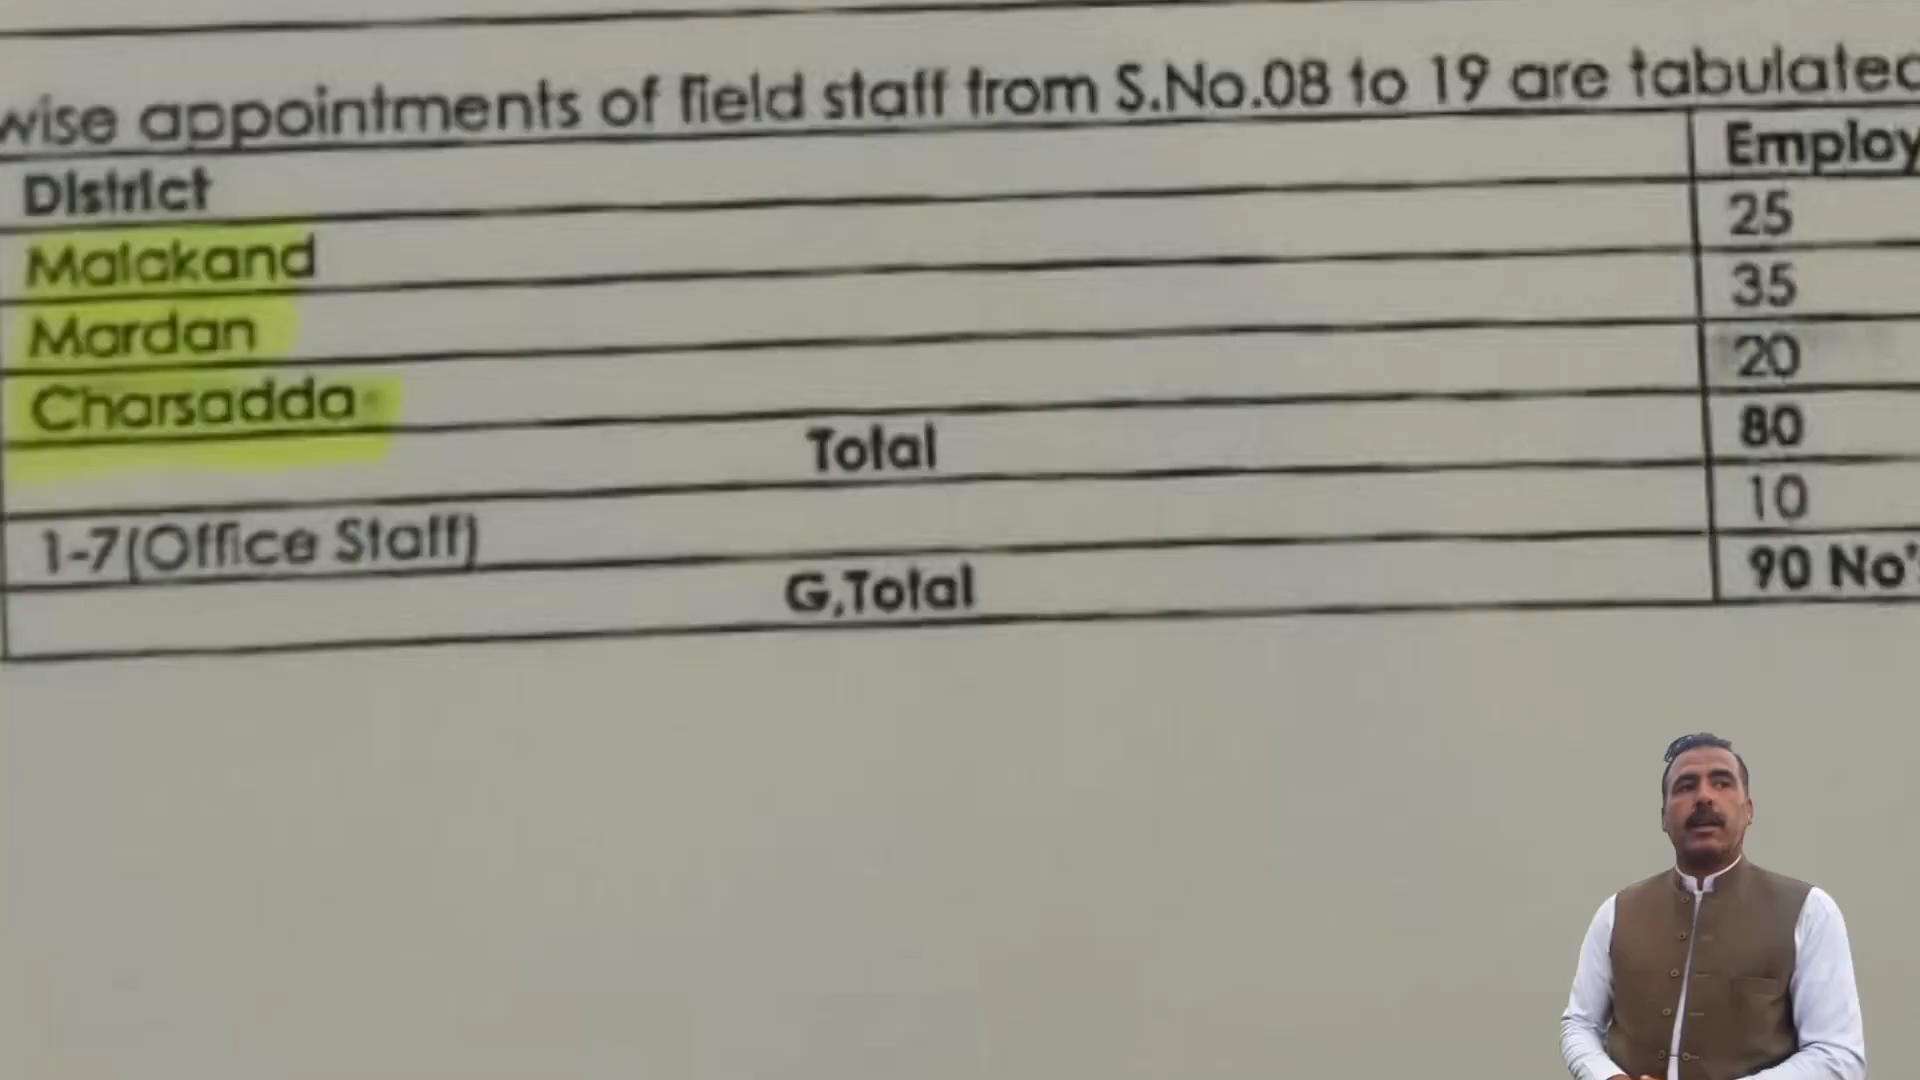 wise appointments of field staff from S.No.08 to 19 are tabulated
District Employ
Malakand 25
Mardan 35
Charsadda 20
Total 80
1-7(Office Staff) 10
G.Total 90 No's